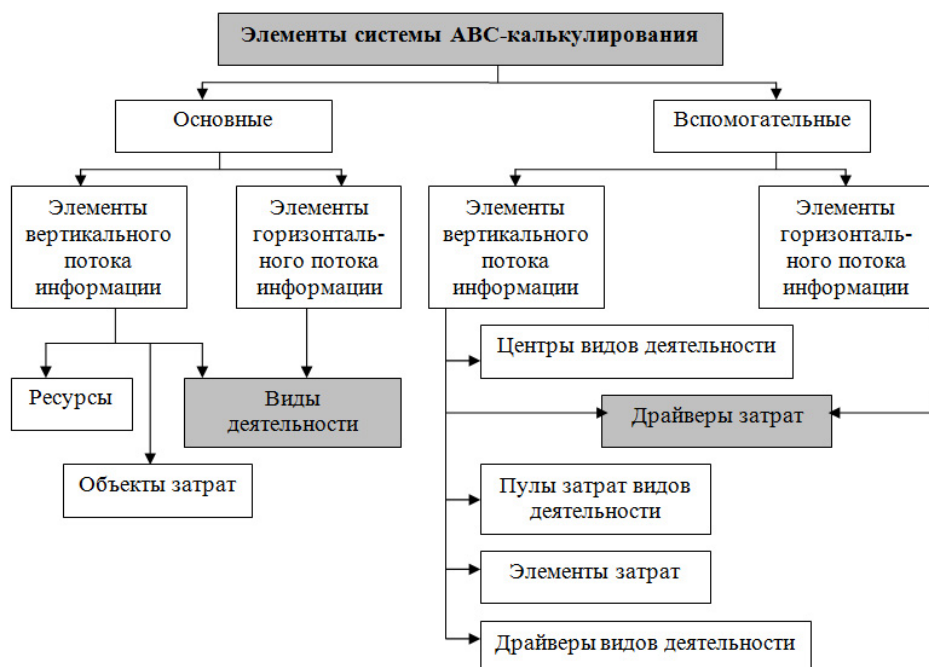 Элементы системы АВС-калькулирования
Основные
Вспомогательные
Элементы
вертикального
потока
информации
Элементы
горизонталь-
ного потока
информации
Элементы
вертикального
потока
информации
Элементы
горизонталь-
ного потока
информации
Центры видов деятельности
Ресурсы
Виды
деятельности
Драйверы затрат
Объекты затрат
Пулы затрат видов
деятельности
Элементы затрат
Драйверы видов деятельности